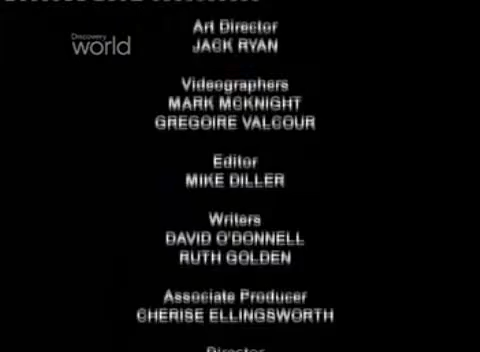 Discovery
world
Art Director
JACK RYAN
Videographers
MARK MCKNIGHT
GREGOIRE VALCOUR
Editor
MIKE DILLER
Writers
DAVID O'DONNELL
RUTH GOLDEN
Associate Producer
CHERISE ELLINGSWORTH
Director